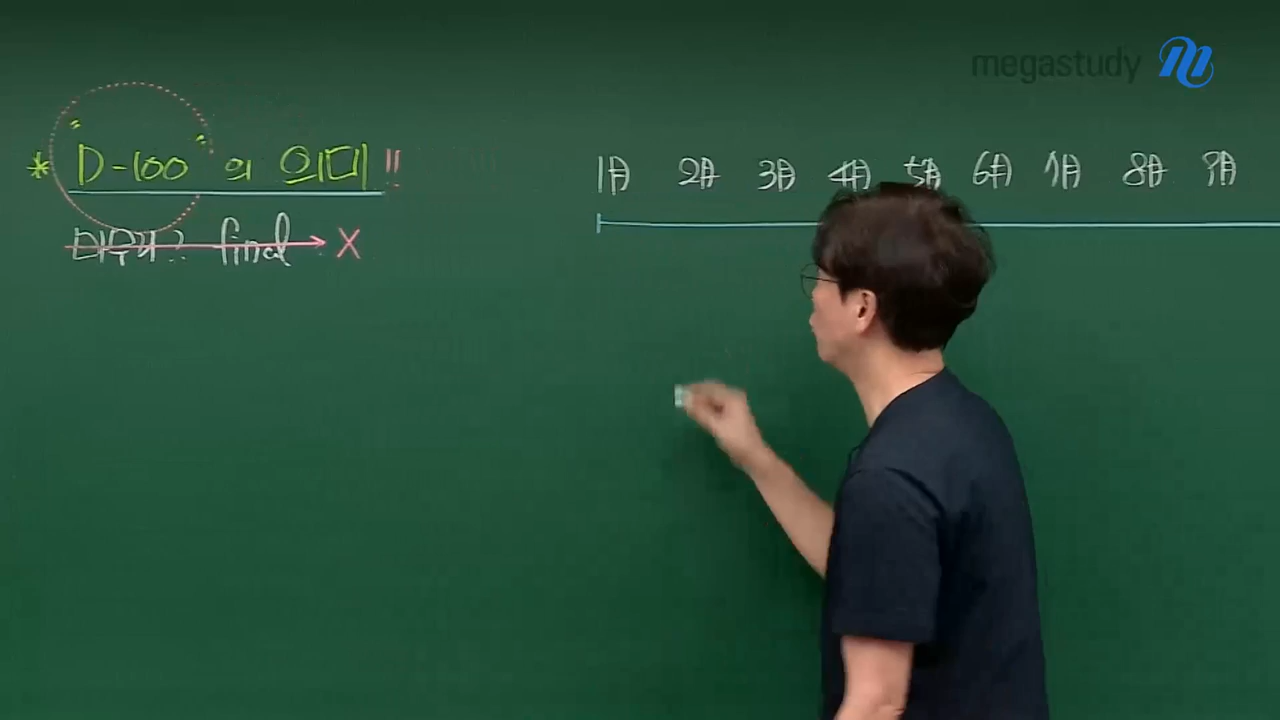 megastudy
* "D-100" 의 의미!!
마무리? final X
1月 2月 3月 4月 5月 6月 7月 8月 9月